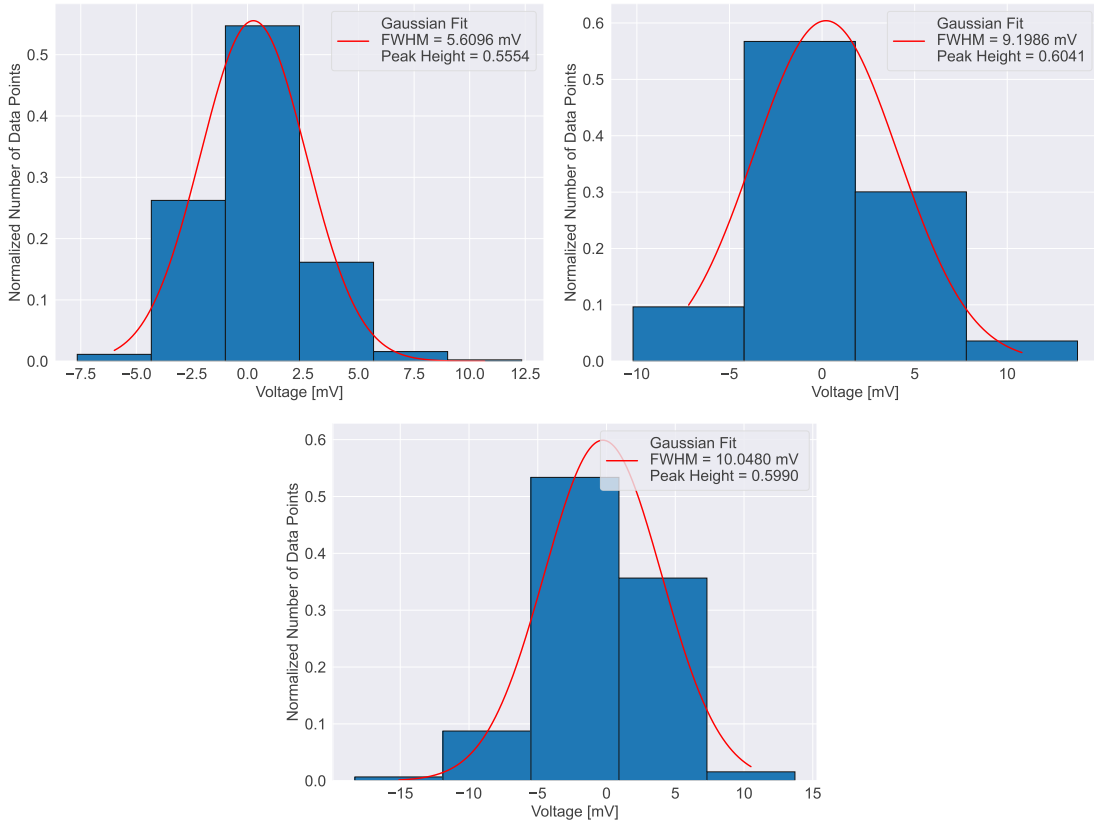 Gaussian Fit
FWHM = 5.6096 mV
Peak Height = 0.5554
Normalized Number of Data Points
0.5
0.4
0.3
0.2
0.1
0.0
−7.5 −5.0 −2.5 0.0 2.5 5.0 7.5 10.0 12.5
Voltage [mV]
Gaussian Fit
FWHM = 9.1986 mV
Peak Height = 0.6041
Normalized Number of Data Points
0.6
0.5
0.4
0.3
0.2
0.1
0.0
−10 −5 0 5 10
Voltage [mV]
Gaussian Fit
FWHM = 10.0480 mV
Peak Height = 0.5990
Normalized Number of Data Points
0.6
0.5
0.4
0.3
0.2
0.1
0.0
−15 −10 −5 0 5 10 15
Voltage [mV]